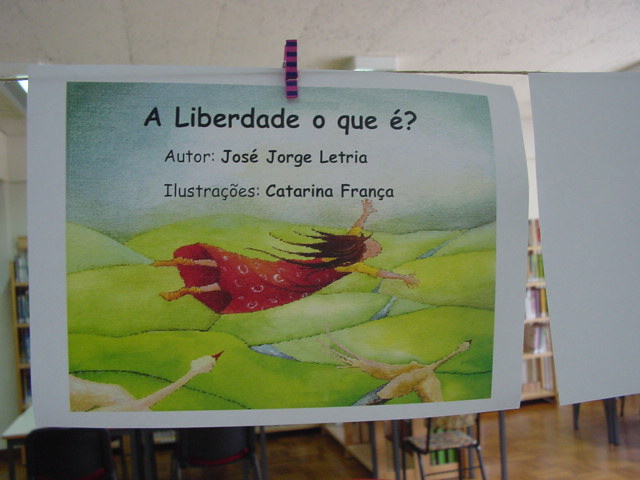 A Liberdade o que é?
Autor: José Jorge Letria
Ilustrações: Catarina França